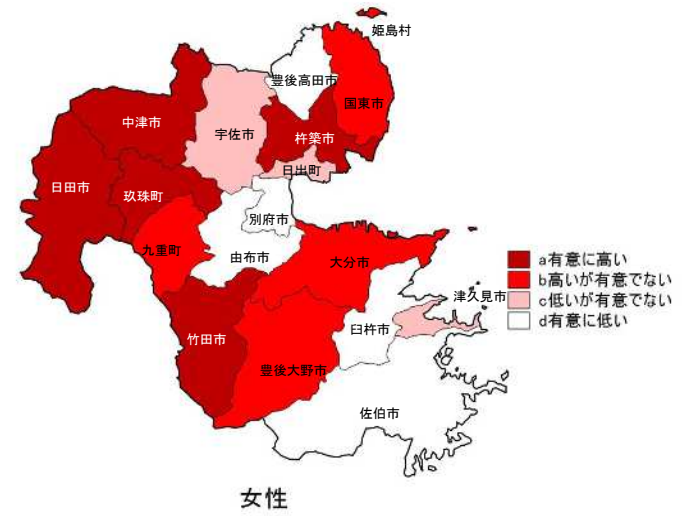 姫島村
豊後高田市
国東市
中津市
宇佐市
杵築市
日出町
日田市
玖珠町
別府市
九重町
由布市
大分市
津久見市
臼杵市
竹田市
豊後大野市
佐伯市
a有意に高い
b高いが有意でない
c低いが有意でない
d有意に低い
女性